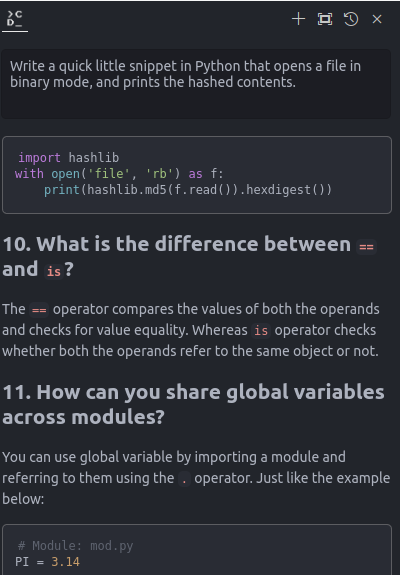 >C
D_
Write a quick little snippet in Python that opens a file in
binary mode, and prints the hashed contents.
import hashlib
with open('file', 'rb') as f:
    print(hashlib.md5(f.read()).hexdigest())
10. What is the difference between ==
and is?
The == operator compares the values of both the operands
and checks for value equality. Whereas is operator checks
whether both the operands refer to the same object or not.
11. How can you share global variables
across modules?
You can use global variable by importing a module and
referring to them using the . operator. Just like the example
below:
# Module: mod.py
PI = 3.14